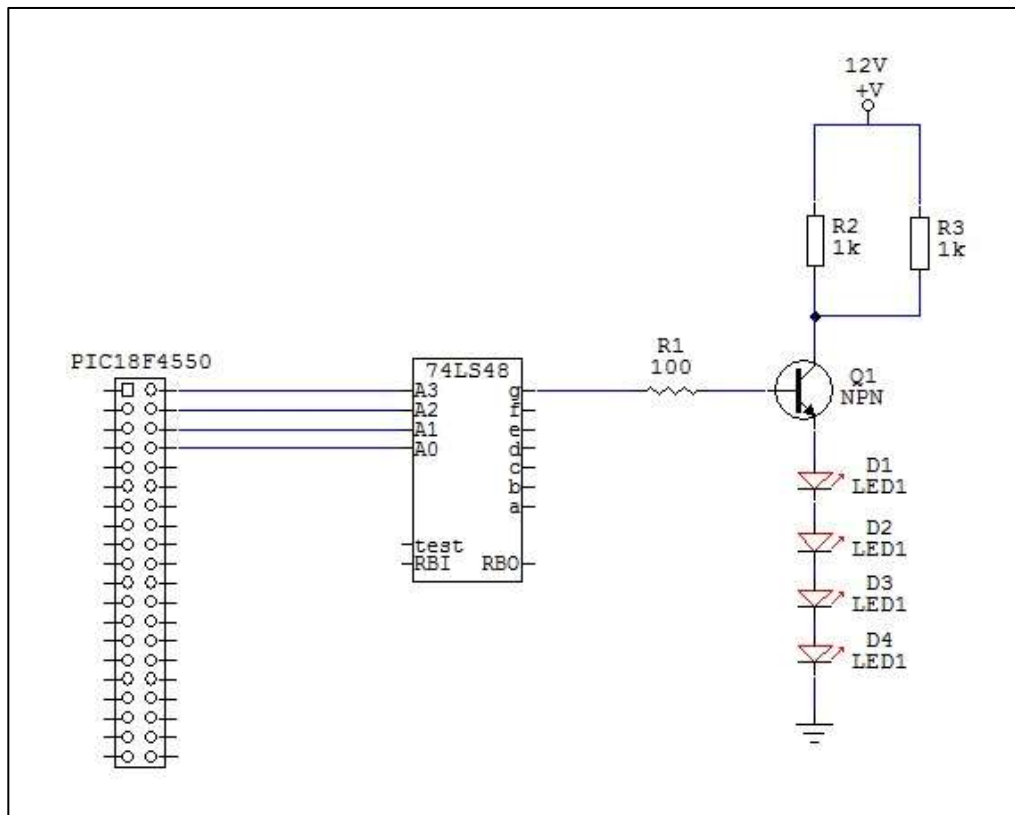 12V
+V
R2
1k
R3
1k
PIC18F4550
74LS48
A3
A2
A1
A0
test
RBI
g
f
e
d
c
b
a
RBO
R1
100
Q1
NPN
D1
LED1
D2
LED1
D3
LED1
D4
LED1